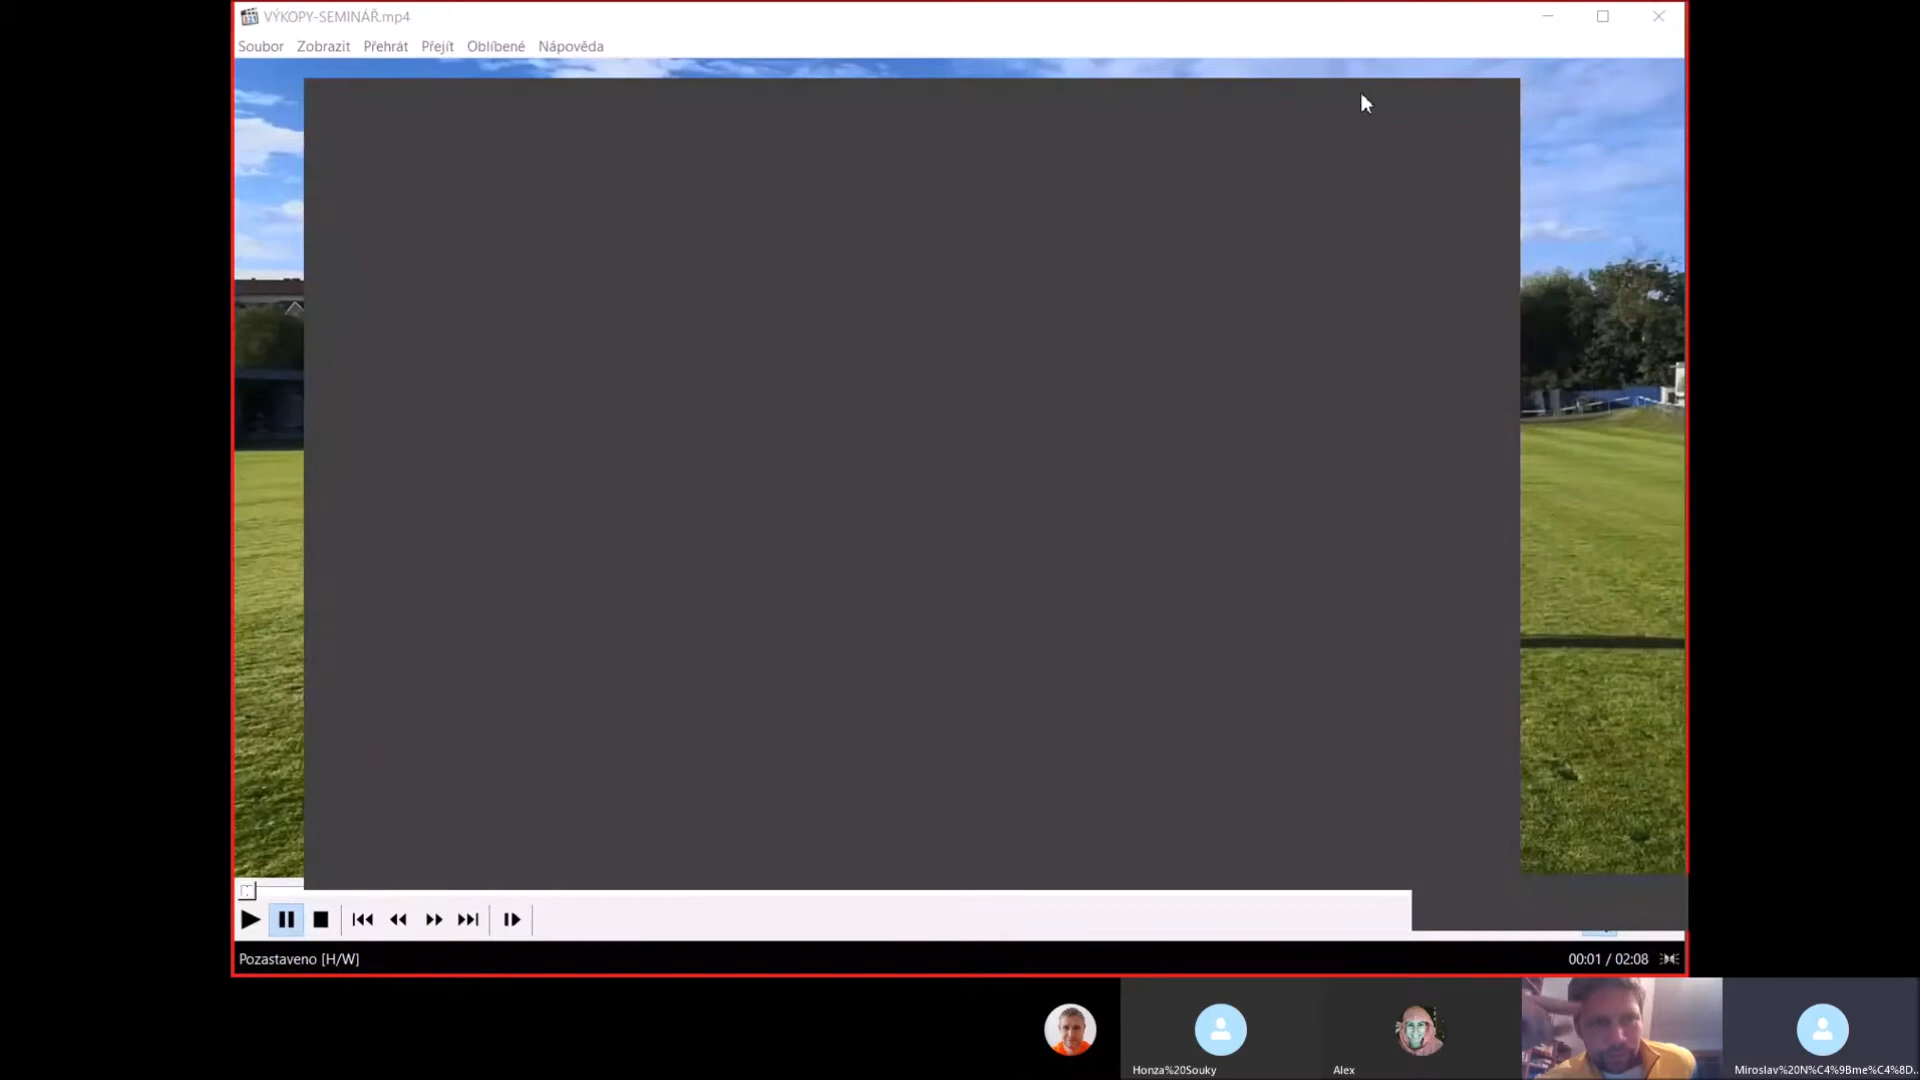 VÝKOPY-SEMINÁŘ.mp4
Soubor Zobrazit Přehrát Přejít Oblíbené Nápověda
Pozastaveno [H/W]
00:01 / 02:08
Honza%20Souky
Alex
Miroslav%20N%C4%9Bme%C4%8D...